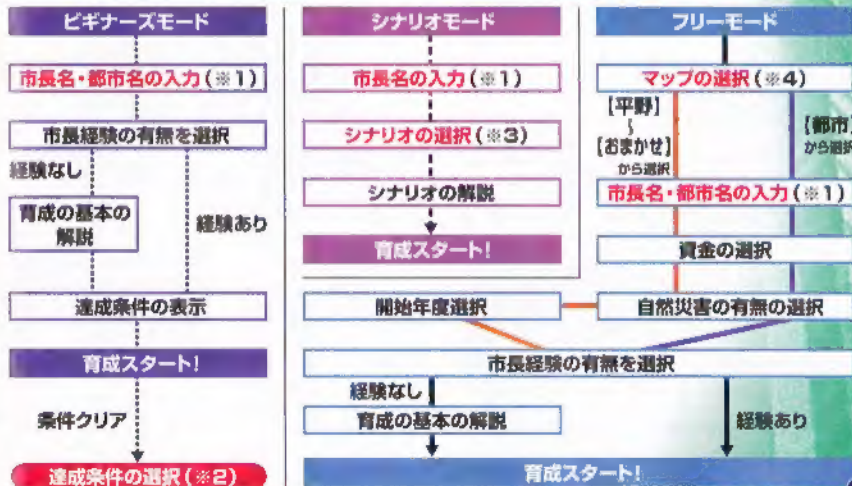 ビギナーズモード
市長名・都市名の入力(※1)
市長経験の有無を選択
経験なし
育成の基本の
解説
経験あり
達成条件の表示
育成スタート!
条件クリア
達成条件の選択(※2)
シナリオモード
市長名の入力(※1)
シナリオの選択(※3)
シナリオの解説
育成スタート!
フリーモード
マップの選択(※4)
【平野】
~
【おまかせ】
から選択
【都市】
から選択
市長名・都市名の入力(※1)
資金の選択
自然災害の有無の選択
開始年度選択
市長経験の有無を選択
経験なし
育成の基本の解説
経験あり
育成スタート!